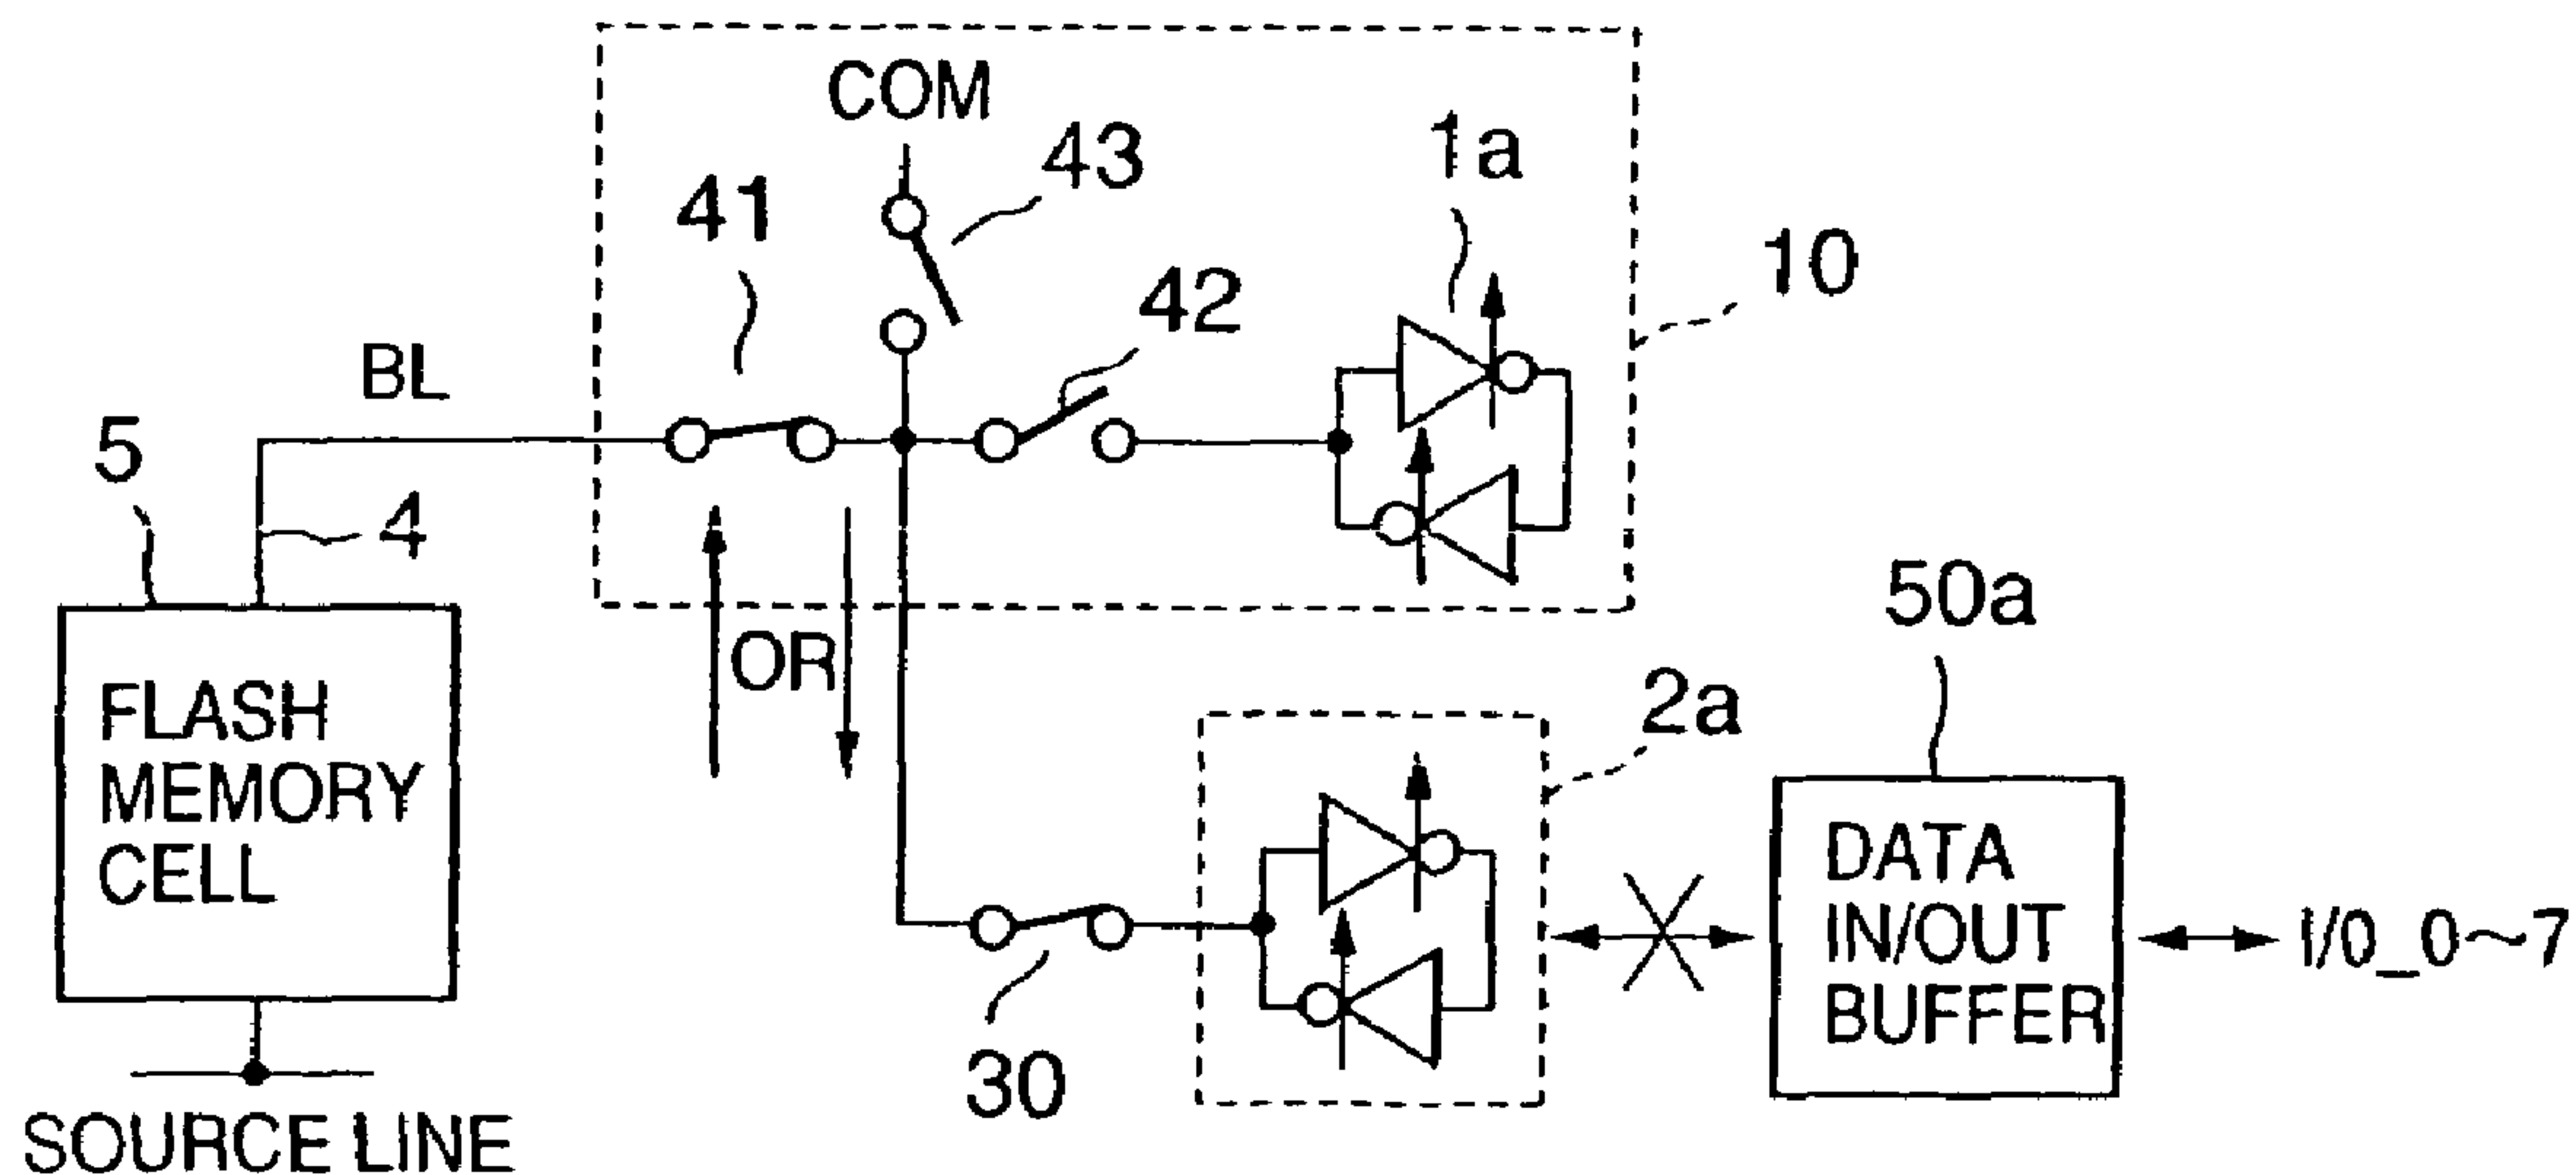 COM
43
1a
41
10
42
BL
5
4
50a
OR
2a
FLASH
MEMORY
CELL
DATA
IN/OUT
BUFFER
I/0_0~7
30
SOURCE LINE